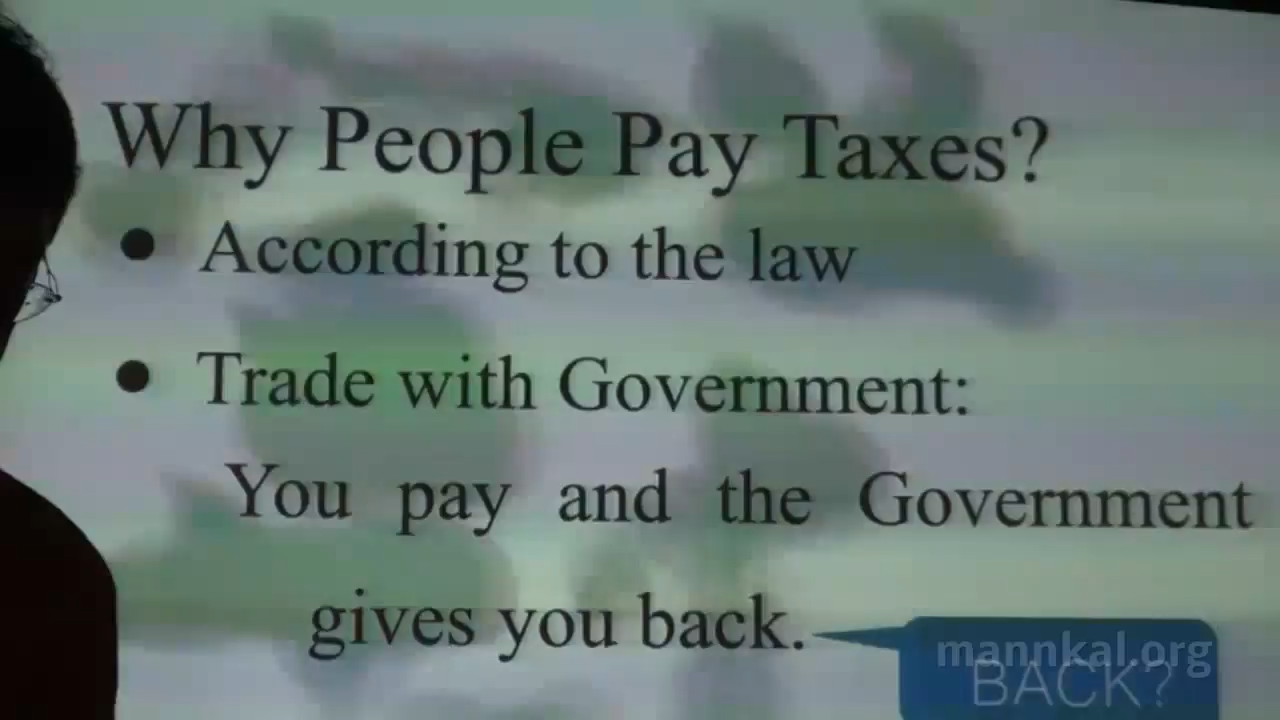 Why People Pay Taxes?
• According to the law
• Trade with Government:
You pay and the Government
gives you back.
mannkal.org
BACK?